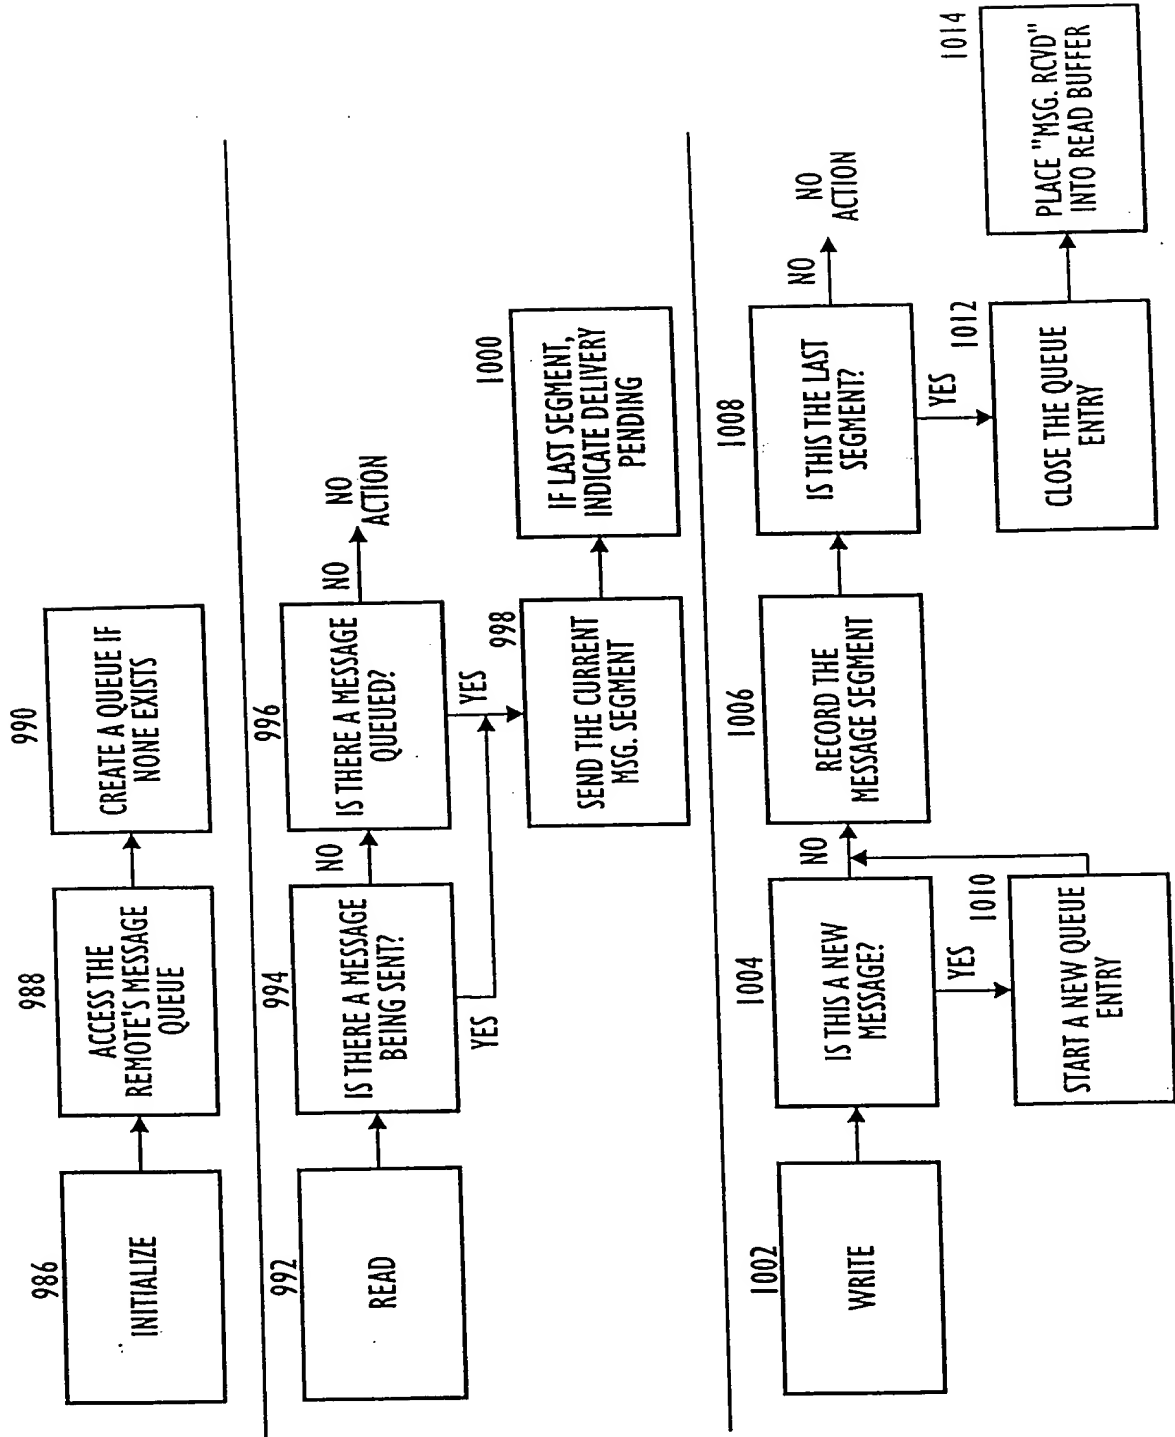 986
INITIALIZE
988
ACCESS THE
REMOTE'S MESSAGE
QUEUE
990
CREATE A QUEUE IF
NONE EXISTS
992
READ
994
IS THERE A MESSAGE
BEING SENT?
NO
YES
996
IS THERE A MESSAGE
QUEUED?
NO
NO
ACTION
YES
998
SEND THE CURRENT
MSG. SEGMENT
1000
IF LAST SEGMENT,
INDICATE DELIVERY
PENDING
1002
WRITE
1004
IS THIS A NEW
MESSAGE?
NO
YES
1010
START A NEW QUEUE
ENTRY
1006
RECORD THE
MESSAGE SEGMENT
1008
IS THIS THE LAST
SEGMENT?
NO
NO
ACTION
YES
1012
CLOSE THE QUEUE
ENTRY
1014
PLACE "MSG. RCVD"
INTO READ BUFFER